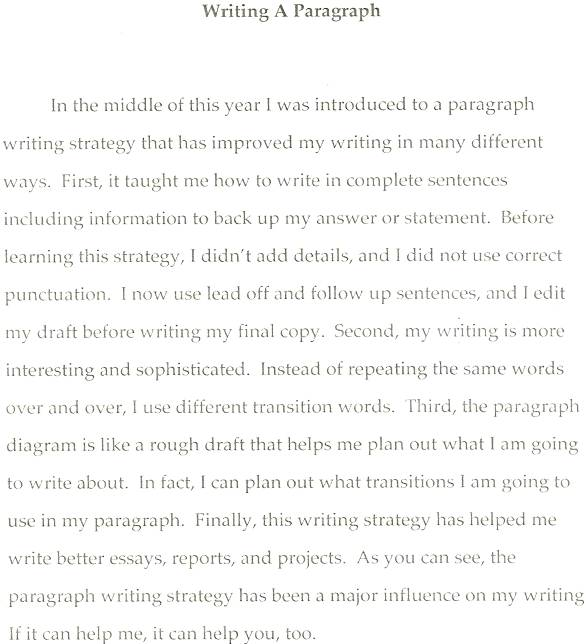 Writing A Paragraph
In the middle of this year I was introduced to a paragraph
writing strategy that has improved my writing in many different
ways.  First, it taught me how to write in complete sentences
including information to back up my answer or statement.  Before
learning this strategy, I didn't add details, and I did not use correct
punctuation.  I now use lead off and follow up sentences, and I edit
my draft before writing my final copy.  Second, my writing is more
interesting and sophisticated.  Instead of repeating the same words
over and over, I use different transition words.  Third, the paragraph
diagram is like a rough draft that helps me plan out what I am going
to write about.  In fact, I can plan out what transitions I am going to
use in my paragraph.  Finally, this writing strategy has helped me
write better essays, reports, and projects.  As you can see, the
paragraph writing strategy has been a major influence on my writing
If it can help me, it can help you, too.